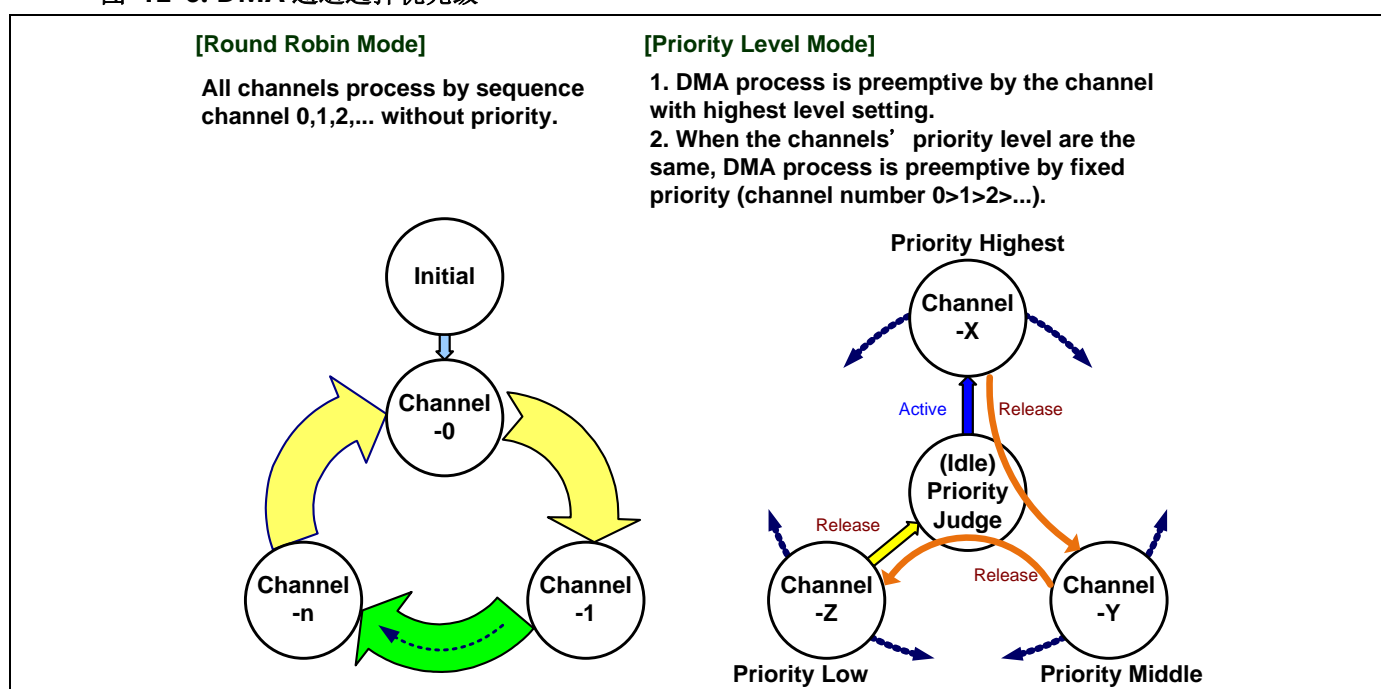 [Round Robin Mode]
All channels process by sequence
channel 0,1,2,... without priority.
[Priority Level Mode]
1. DMA process is preemptive by the channel
with highest level setting.
2. When the channels’ priority level are the
same, DMA process is preemptive by fixed
priority (channel number 0>1>2>...).
Initial
Channel
-0
Channel
-1
Channel
-n
Priority Highest
Channel
-X
Active
Release
(Idle)
Priority
Judge
Release
Release
Channel
-Z
Channel
-Y
Priority Low
Priority Middle